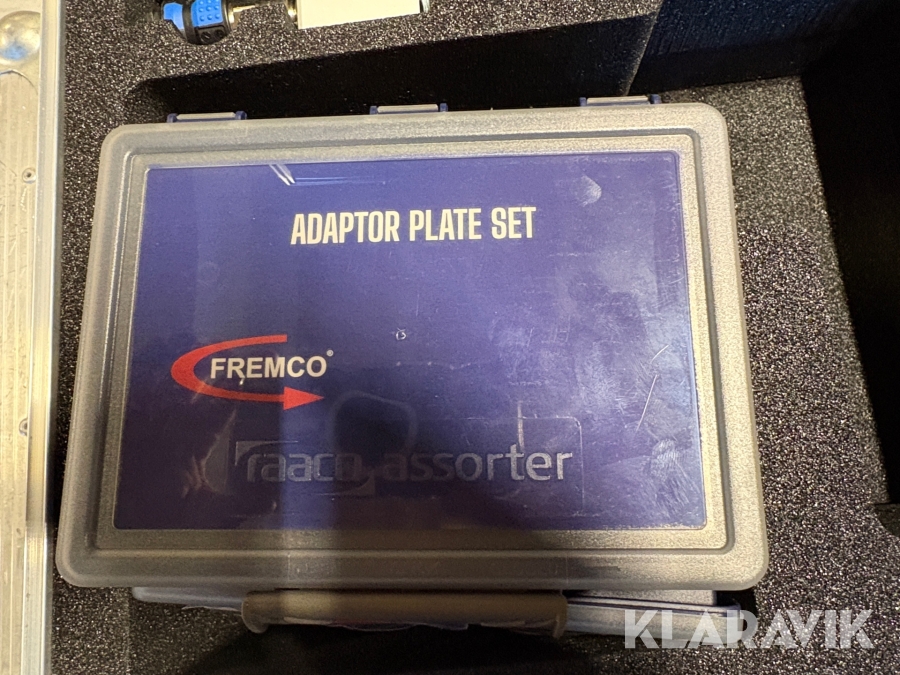 ADAPTOR PLATE SET
FREMCO®
raaco assorter
KLARAVIK